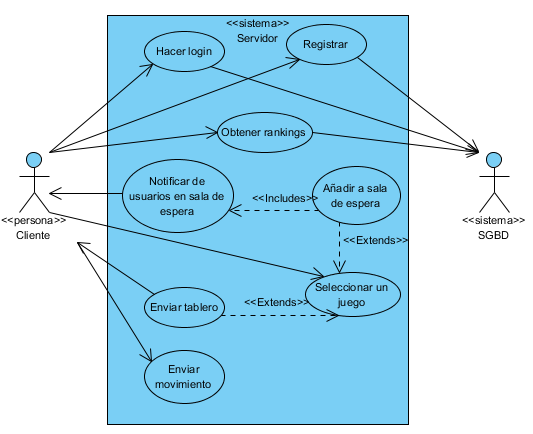 <<sistema>>
Servidor
Hacer login
Registrar
Obtener rankings
Notificar de
usuarios en sala de
espera
<<Includes>>
Añadir a sala
de espera
<<persona>>
Cliente
<<sistema>>
SGBD
<<Extends>>
Seleccionar un
juego
Enviar tablero
<<Extends>>
Enviar
movimiento